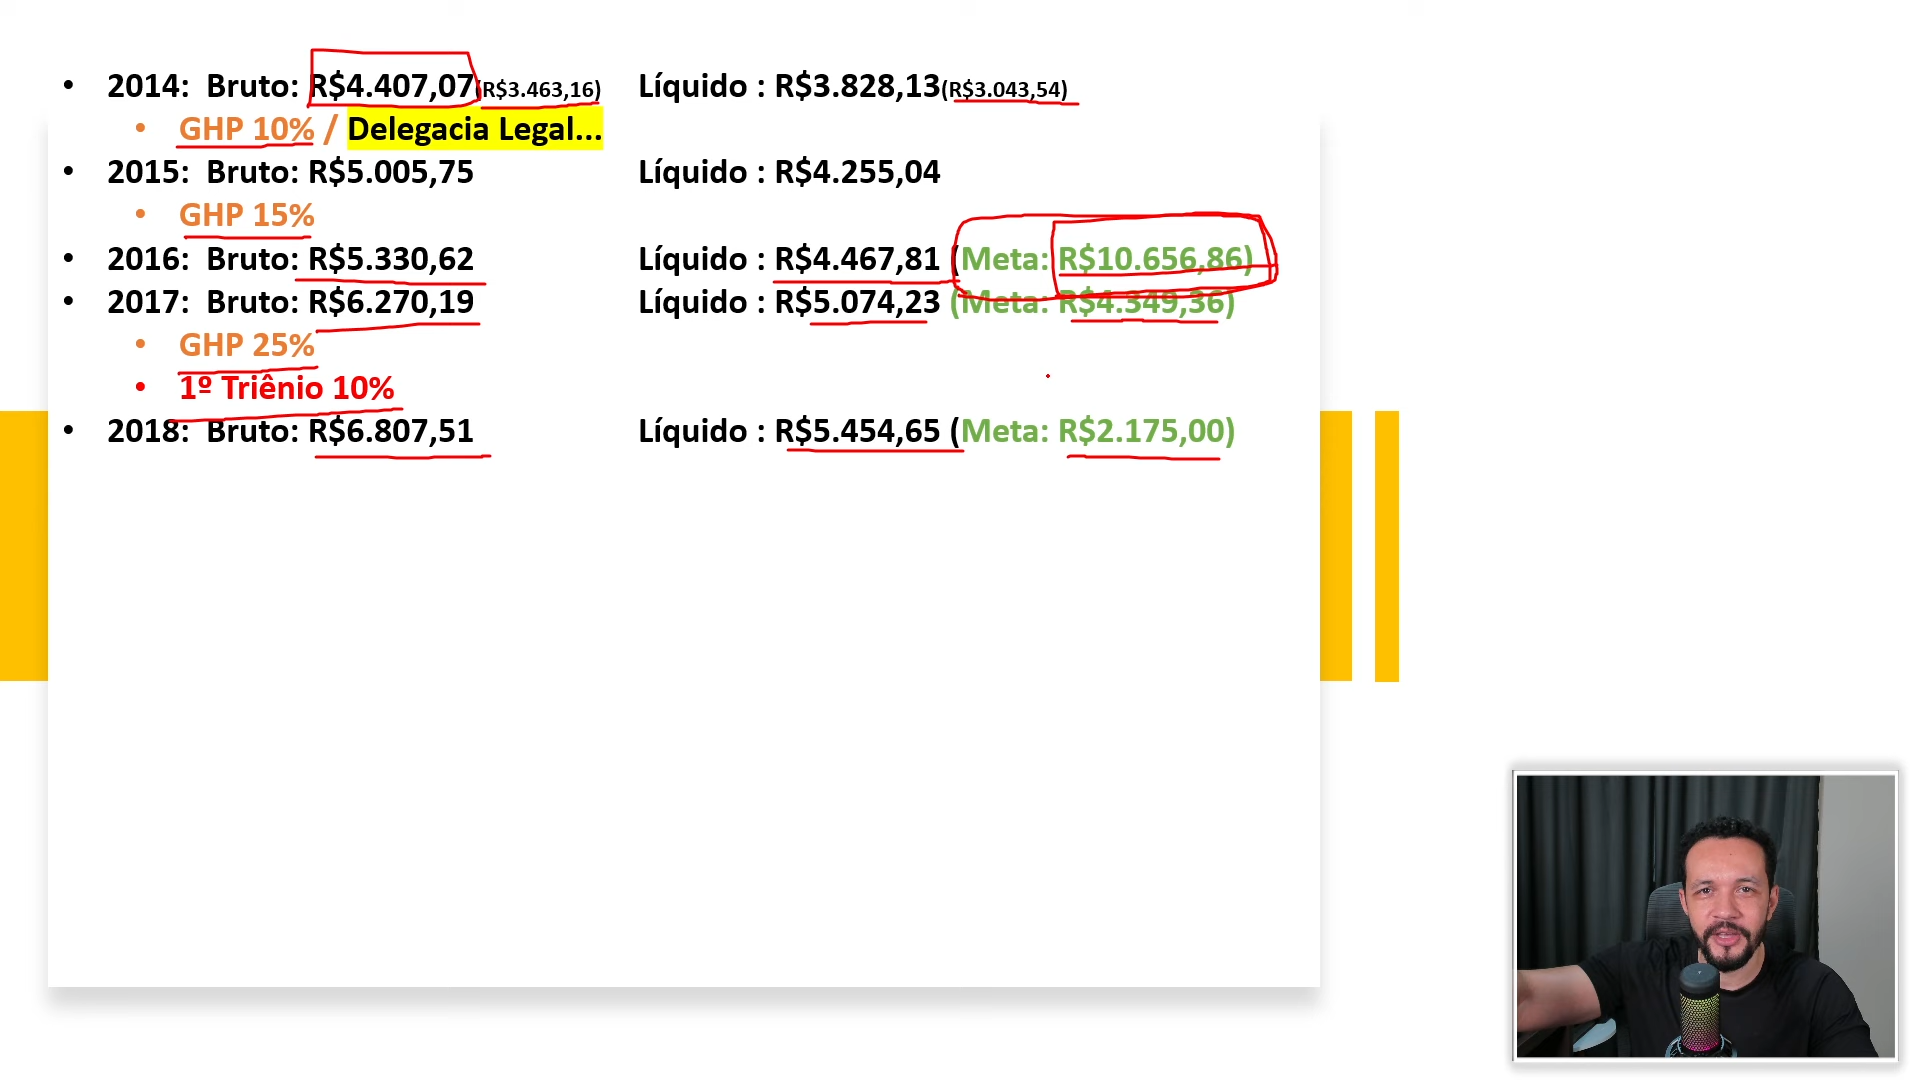 • 2014: Bruto: R$4.407,07(R$3.463,16) Líquido : R$3.828,13(R$3.043,54)
• GHP 10% / Delegacia Legal...
• 2015: Bruto: R$5.005,75 Líquido : R$4.255,04
• GHP 15%
• 2016: Bruto: R$5.330,62 Líquido : R$4.467,81 (Meta: R$10.656,86)
• 2017: Bruto: R$6.270,19 Líquido : R$5.074,23 (Meta: R$4.349,36)
• GHP 25%
• 1º Triênio 10%
• 2018: Bruto: R$6.807,51 Líquido : R$5.454,65 (Meta: R$2.175,00)